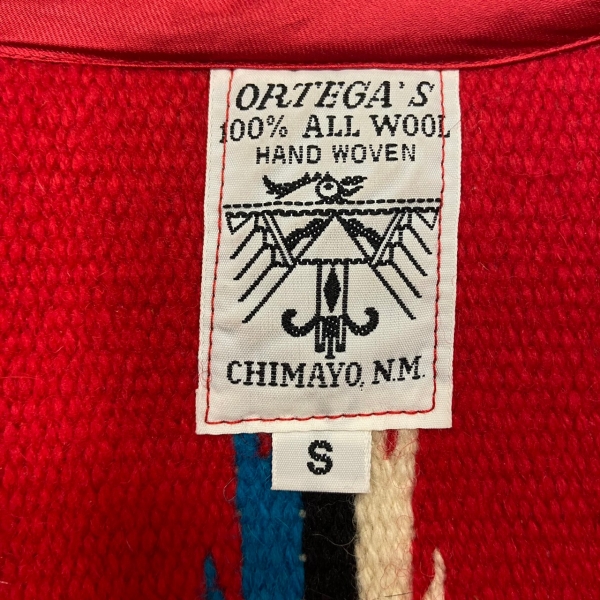 ORTEGA'S
100% ALL WOOL
HAND WOVEN
CHIMAYO, N.M.
S